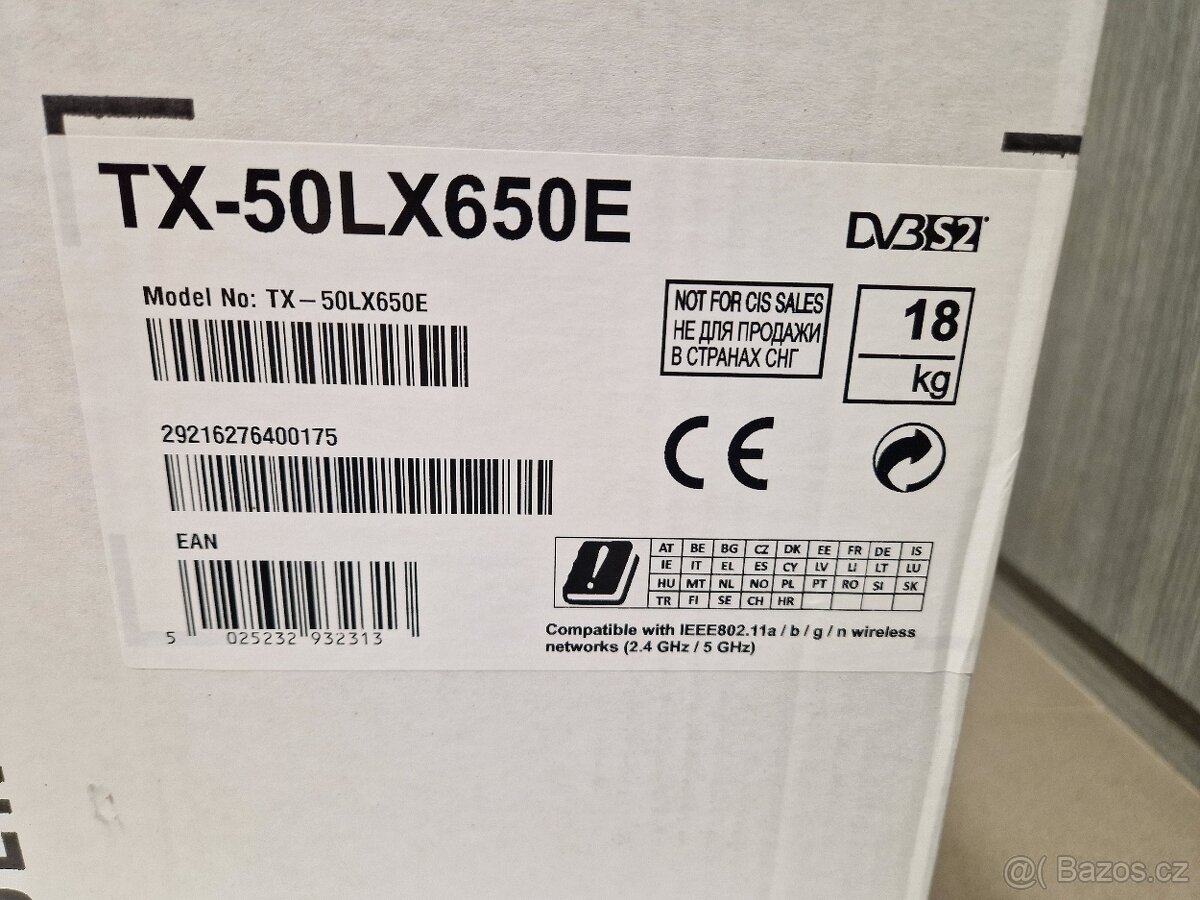 TX-50LX650E
DVB S2
Model No: TX-50LX650E
NOT FOR CIS SALES
НЕ ДЛЯ ПРОДАЖИ
В СТРАНАХ СНГ
18
kg
29216276400175
CE
EAN
5 025232 932313
AT BE BG CZ DK EE FR DE IS
IE IT EL ES CY LV LI LT LU
HU MT NL NO PL PT RO SI SK
TR FI SE CH HR
Compatible with IEEE802.11a / b / g / n wireless
networks (2.4 GHz / 5 GHz)
Bazos.cz